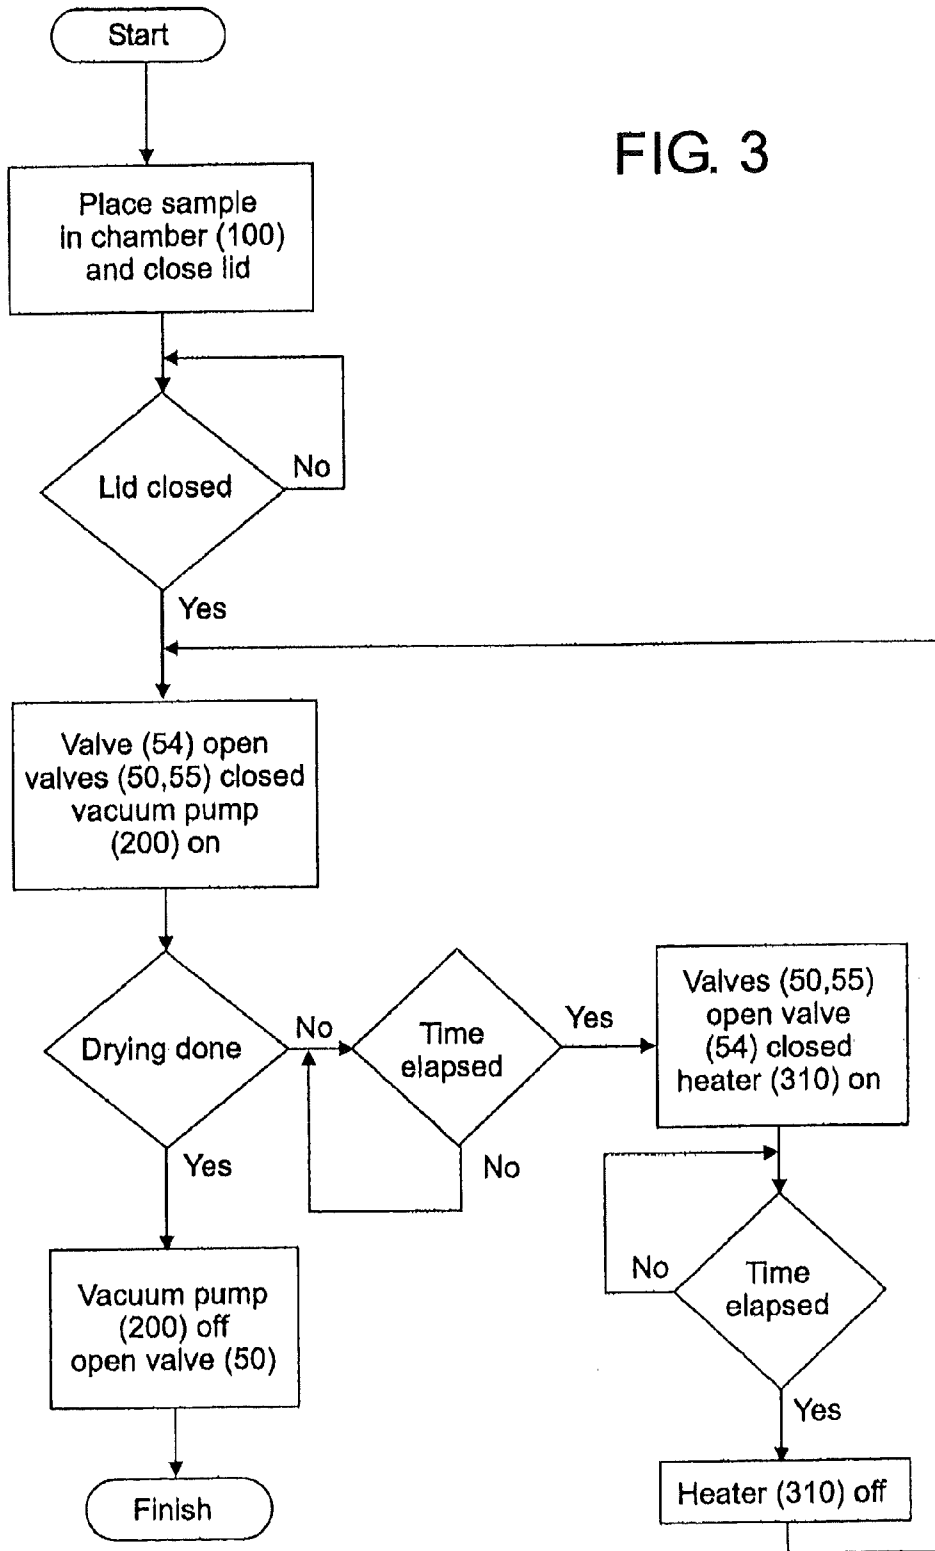 Start
FIG. 3
Place sample
in chamber (100)
and close lid
No
Lid closed
Yes
Valve (54) open
valves (50,55) closed
vacuum pump
(200) on
Drying done
No
Time
elapsed
Yes
Valves (50,55)
open valve
(54) closed
heater (310) on
Yes
No
Vacuum pump
(200) off
open valve (50)
No
Time
elapsed
Yes
Heater (310) off
Finish